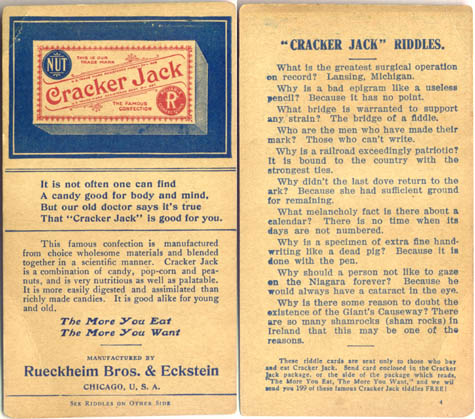 NUT
THIS IS OUR
TRADE MARK
Cracker Jack
THE FAMOUS
CONFECTION
R
It is not often one can find
A candy good for body and mind,
But our old doctor says it's true
That "Cracker Jack" is good for you.
This famous confection is manufactured
from choice wholesome materials and blended
together in a scientific manner. Cracker Jack
is a combination of candy, pop-corn and pea-
nuts, and is very nutritious as well as palatable.
It is more easily digested and assimilated than
richly made candies. It is good alike for young
and old.
The More You Eat
The More You Want
MANUFACTURED BY
Rueckheim Bros. & Eckstein
CHICAGO, U. S. A.
SEE RIDDLES ON OTHER SIDE
"CRACKER JACK" RIDDLES.
What is the greatest surgical operation
on record? Lansing, Michigan.
Why is a bad epigram like a useless
pencil? Because it has no point.
What bridge is warranted to support
any strain? The bridge of a fiddle.
Who are the men who have made their
mark? Those who can't write.
Why is a railroad exceedingly patriotic?
It is bound to the country with the
strongest ties.
Why didn't the last dove return to the
ark? Because she had sufficient ground
for remaining.
What melancholy fact is there about a
calendar? There is no time when its
days are not numbered.
Why is a specimen of extra fine hand-
writing like a dead pig? Because it is
done with the pen.
Why should a person not like to gaze
on the Niagara forever? Because he
would always have a cataract in the eye.
Why is there some reason to doubt the
existence of the Giant's Causeway? There
are so many shamrocks (sham rocks) in
Ireland that this may be one of the
reasons.
These riddle cards are sent only to those who buy
and eat Cracker Jack. Send card enclosed in the Cracker
Jack package, or the side of the package which reads,
"The More You Eat, The More You Want," and we will
send you 199 of these Cracker Jack riddles FREE!
4